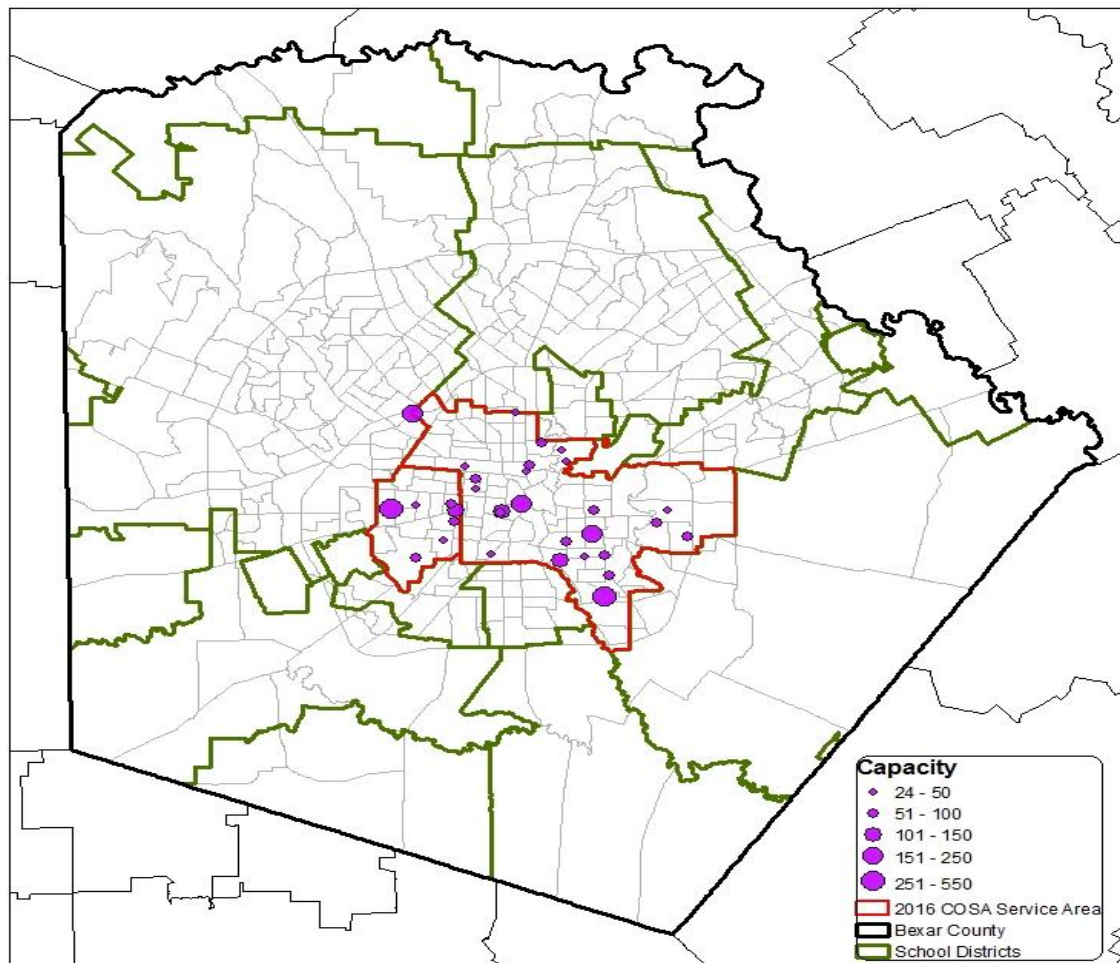 Capacity
24 - 50
51 - 100
101 - 150
151 - 250
251 - 550
2016 COSA Service Area
Bexar County
School Districts